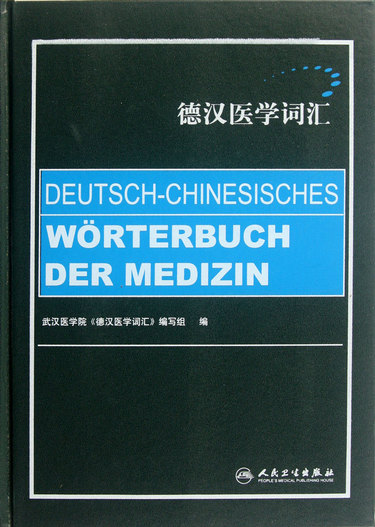 德汉医学词汇
DEUTSCH-CHINESISCHES
WÖRTERBUCH
DER MEDIZIN
武汉医学院《德汉医学词汇》编写组 编
人民卫生出版社
PEOPLE'S MEDICAL PUBLISHING HOUSE